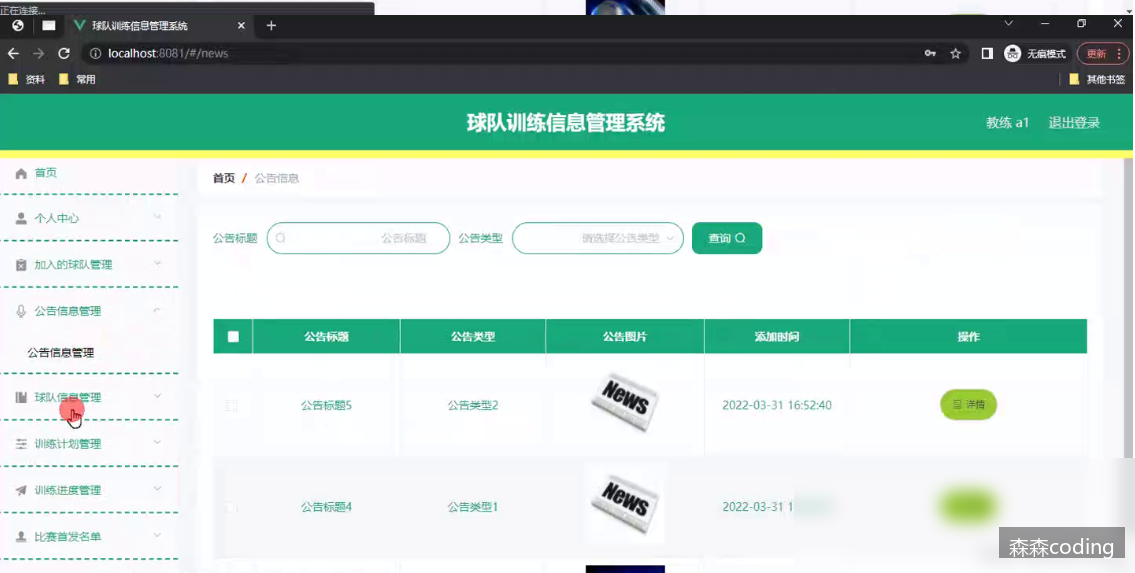 正在连接...
球队训练信息管理系统
localhost:8081/#/news
无痕模式
更新
资料
常用
其他书签
球队训练信息管理系统
教练 a1
退出登录
首页
个人中心
加入的球队管理
公告信息管理
公告信息管理
球队信息管理
训练计划管理
训练进度管理
比赛首发名单
首页 / 公告信息
公告标题
公告标题
公告类型
请选择公告类型
查询
公告标题 公告类型 公告图片 添加时间 操作
公告标题5 公告类型2 News 2022-03-31 16:52:40 详情
公告标题4 公告类型1 News 2022-03-31 1
森森coding